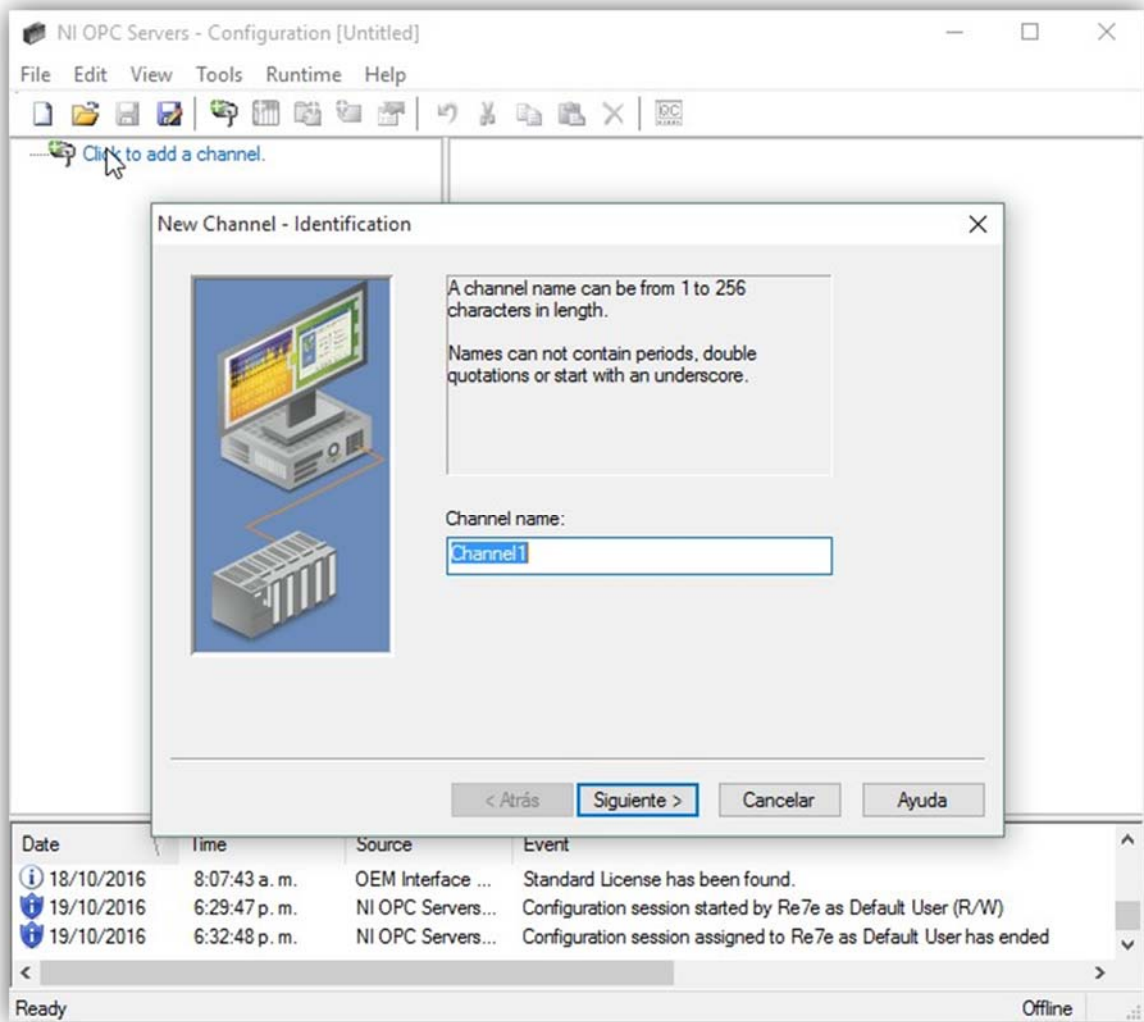 NI OPC Servers - Configuration [Untitled]
File Edit View Tools Runtime Help
Click to add a channel.
New Channel - Identification
A channel name can be from 1 to 256
characters in length.
Names can not contain periods, double
quotations or start with an underscore.
Channel name:
Channel1
< Atrás Siguiente > Cancelar Ayuda
Date Time Source Event
18/10/2016 8:07:43 a. m. OEM Interface ... Standard License has been found.
19/10/2016 6:29:47 p. m. NI OPC Servers... Configuration session started by Re7e as Default User (R/W)
19/10/2016 6:32:48 p. m. NI OPC Servers... Configuration session assigned to Re7e as Default User has ended
Ready Offline